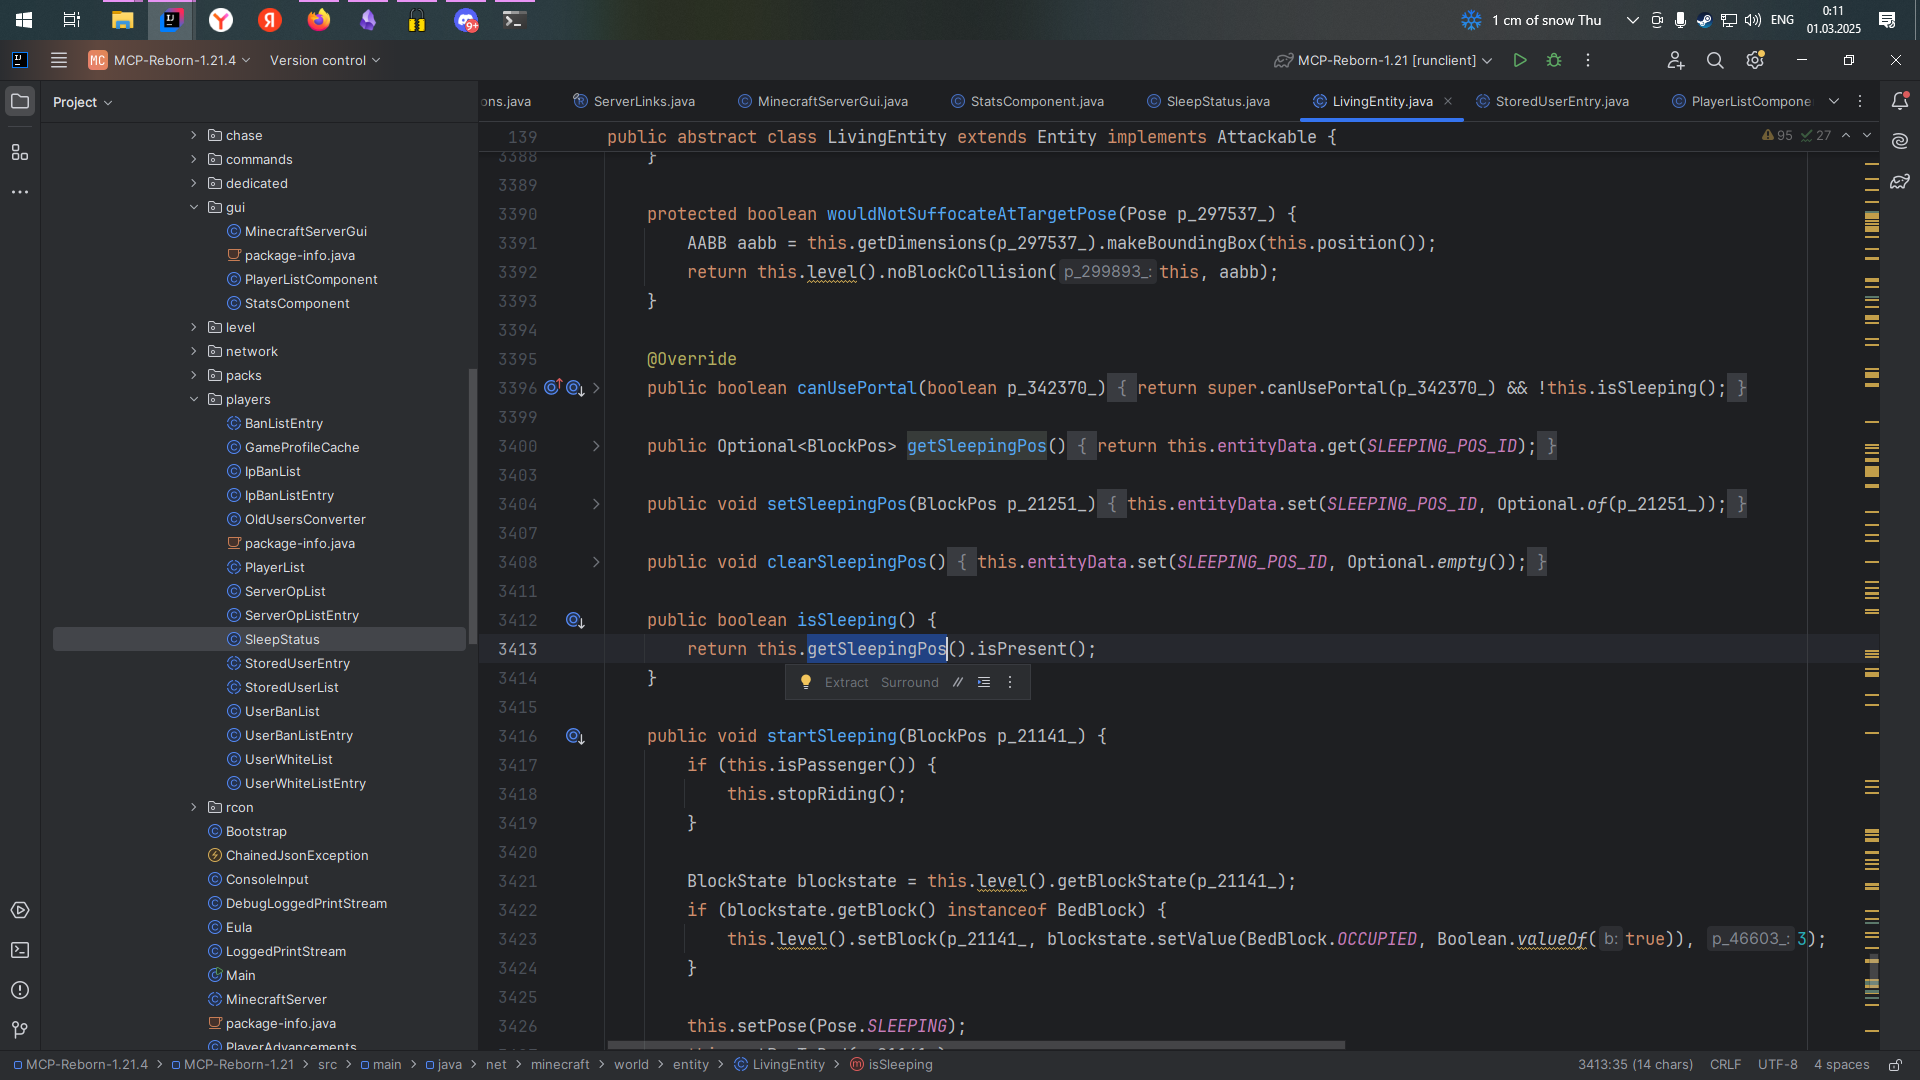 1 cm of snow Thu
ENG
0:11
01.03.2025
9+
MC MCP-Reborn-1.21.4
Version control
MCP-Reborn-1.21 [runclient]
Project
ons.java
ServerLinks.java
MinecraftServerGui.java
StatsComponent.java
SleepStatus.java
LivingEntity.java
StoredUserEntry.java
PlayerListCompone
chase
commands
dedicated
gui
MinecraftServerGui
package-info.java
PlayerListComponent
StatsComponent
level
network
packs
players
BanListEntry
GameProfileCache
IpBanList
IpBanListEntry
OldUsersConverter
package-info.java
PlayerList
ServerOpList
ServerOpListEntry
SleepStatus
StoredUserEntry
StoredUserList
UserBanList
UserBanListEntry
UserWhiteList
UserWhiteListEntry
rcon
Bootstrap
ChainedJsonException
ConsoleInput
DebugLoggedPrintStream
Eula
LoggedPrintStream
Main
MinecraftServer
package-info.java
PlayerAdvancements
139 public abstract class LivingEntity extends Entity implements Attackable {
95 27
3388 }
3389
3390 protected boolean wouldNotSuffocateAtTargetPose(Pose p_297537_) {
3391 AABB aabb = this.getDimensions(p_297537_).makeBoundingBox(this.position());
3392 return this.level().noBlockCollision( p_299893_: this, aabb);
3393 }
3394
3395 @Override
3396 public boolean canUsePortal(boolean p_342370_) { return super.canUsePortal(p_342370_) && !this.isSleeping(); }
3399
3400 public Optional<BlockPos> getSleepingPos() { return this.entityData.get(SLEEPING_POS_ID); }
3403
3404 public void setSleepingPos(BlockPos p_21251_) { this.entityData.set(SLEEPING_POS_ID, Optional.of(p_21251_)); }
3407
3408 public void clearSleepingPos() { this.entityData.set(SLEEPING_POS_ID, Optional.empty()); }
3411
3412 public boolean isSleeping() {
3413 return this.getSleepingPos().isPresent();
3414 }
Extract Surround //
3415
3416 public void startSleeping(BlockPos p_21141_) {
3417 if (this.isPassenger()) {
3418 this.stopRiding();
3419 }
3420
3421 BlockState blockstate = this.level().getBlockState(p_21141_);
3422 if (blockstate.getBlock() instanceof BedBlock) {
3423 this.level().setBlock(p_21141_, blockstate.setValue(BedBlock.OCCUPIED, Boolean.valueOf( b: true)), p_46603_: 3);
3424 }
3425
3426 this.setPose(Pose.SLEEPING);
MCP-Reborn-1.21.4 > MCP-Reborn-1.21 > src > main > java > net > minecraft > world > entity > LivingEntity > isSleeping
3413:35 (14 chars) CRLF UTF-8 4 spaces